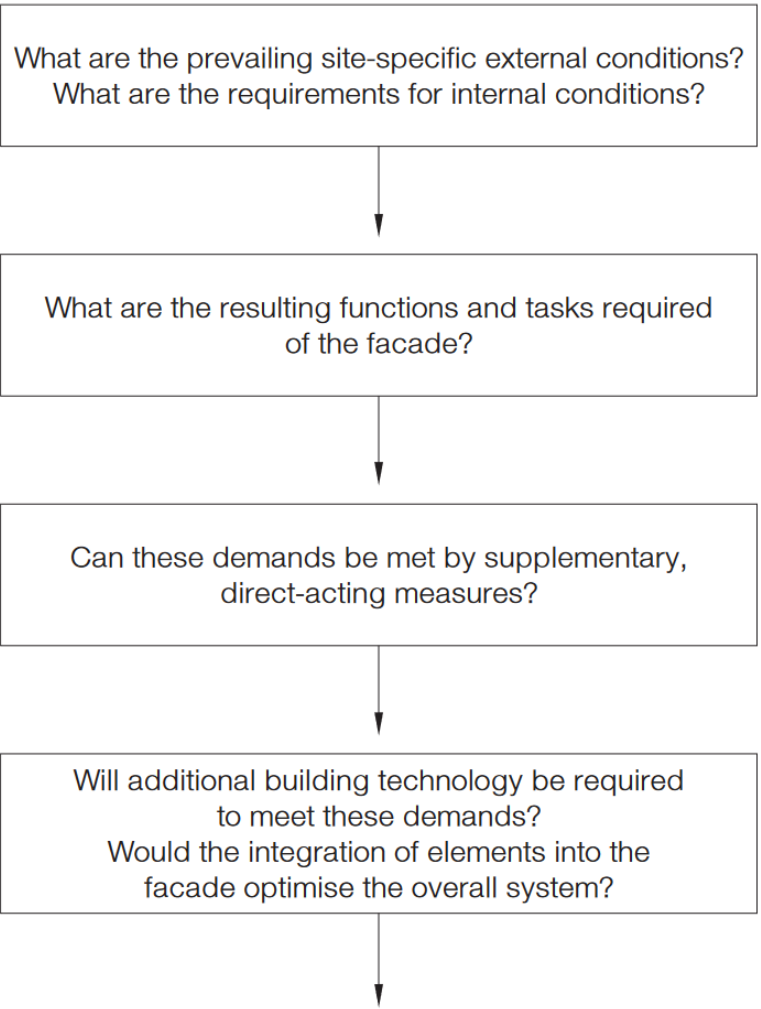 What are the prevailing site-specific external conditions?
What are the requirements for internal conditions?
What are the resulting functions and tasks required
of the facade?
Can these demands be met by supplementary,
direct-acting measures?
Will additional building technology be required
to meet these demands?
Would the integration of elements into the
facade optimise the overall system?